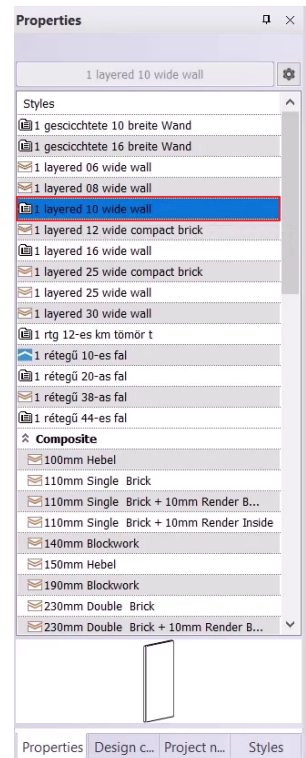 Properties
1 layered 10 wide wall
Styles
1 gescicchtete 10 breite Wand
1 gescicchtete 16 breite Wand
1 layered 06 wide wall
1 layered 08 wide wall
1 layered 10 wide wall
1 layered 12 wide compact brick
1 layered 16 wide wall
1 layered 25 wide compact brick
1 layered 25 wide wall
1 layered 30 wide wall
1 rtg 12-es km tömör t
1 rétegű 10-es fal
1 rétegű 20-as fal
1 rétegű 38-as fal
1 rétegű 44-es fal
Composite
100mm Hebel
110mm Single Brick
110mm Single Brick + 10mm Render B...
110mm Single Brick + 10mm Render Inside
140mm Blockwork
150mm Hebel
190mm Blockwork
230mm Double Brick
230mm Double Brick + 10mm Render B...
Properties Design c... Project n... Styles